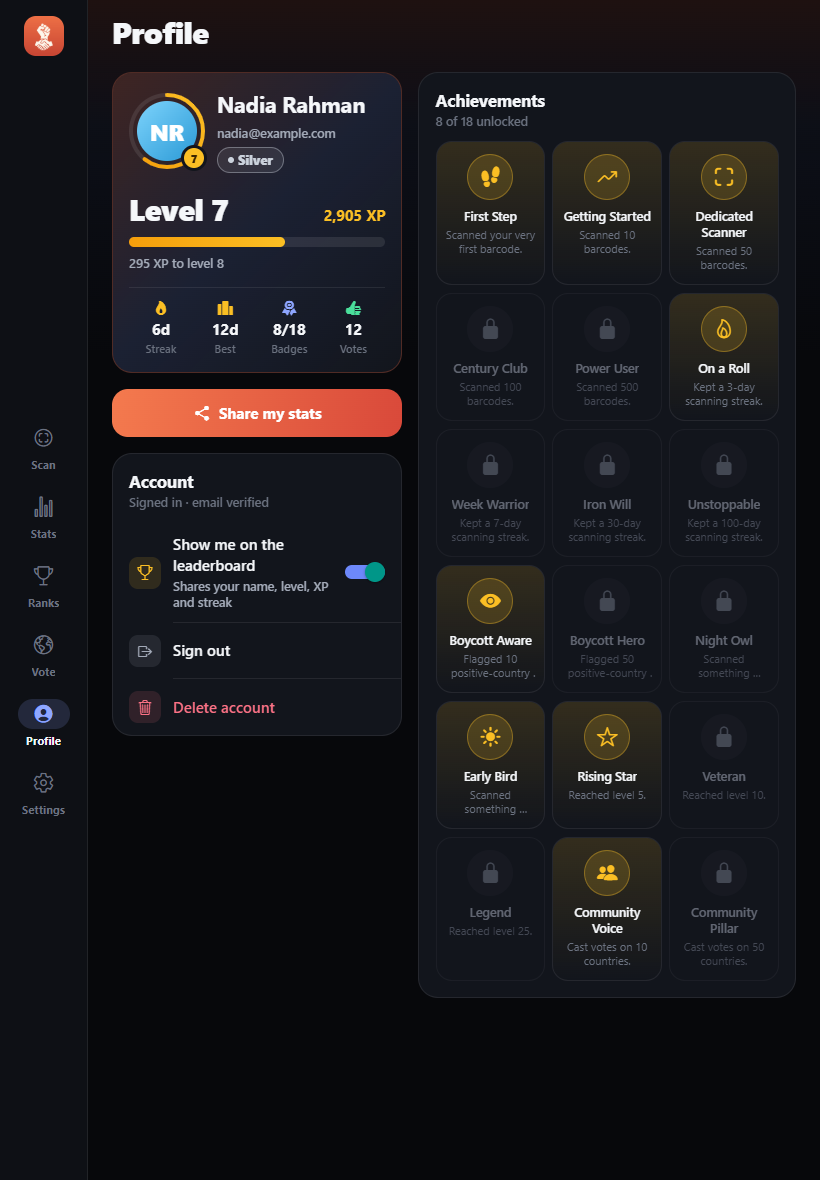 Profile
NR
7
Nadia Rahman
nadia@example.com
Silver
Level 7
2,905 XP
295 XP to level 8
6d
Streak
12d
Best
8/18
Badges
12
Votes
Share my stats
Account
Signed in · email verified
Show me on the
leaderboard
Shares your name, level, XP
and streak
Sign out
Delete account
Scan
Stats
Ranks
Vote
Profile
Settings
Achievements
8 of 18 unlocked
First Step
Scanned your very
first barcode.
Getting Started
Scanned 10
barcodes.
Dedicated
Scanner
Scanned 50
barcodes.
Century Club
Scanned 100
barcodes.
Power User
Scanned 500
barcodes.
On a Roll
Kept a 3-day
scanning streak.
Week Warrior
Kept a 7-day
scanning streak.
Iron Will
Kept a 30-day
scanning streak.
Unstoppable
Kept a 100-day
scanning streak.
Boycott Aware
Flagged 10
positive-country .
Boycott Hero
Flagged 50
positive-country .
Night Owl
Scanned
something ...
Early Bird
Scanned
something ...
Rising Star
Reached level 5.
Veteran
Reached level 10.
Legend
Reached level 25.
Community
Voice
Cast votes on 10
countries.
Community
Pillar
Cast votes on 50
countries.